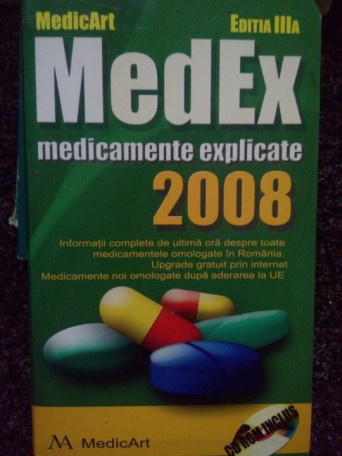 MedicArt EDITIA IIIA
MedEx
medicamente explicate
2008
Informații complete de ultimă oră despre toate
medicamentele omologate în România.
Upgrade gratuit prin internet
Medicamente noi omologate după aderarea la UE
CD ROM INCLUS
MedicArt